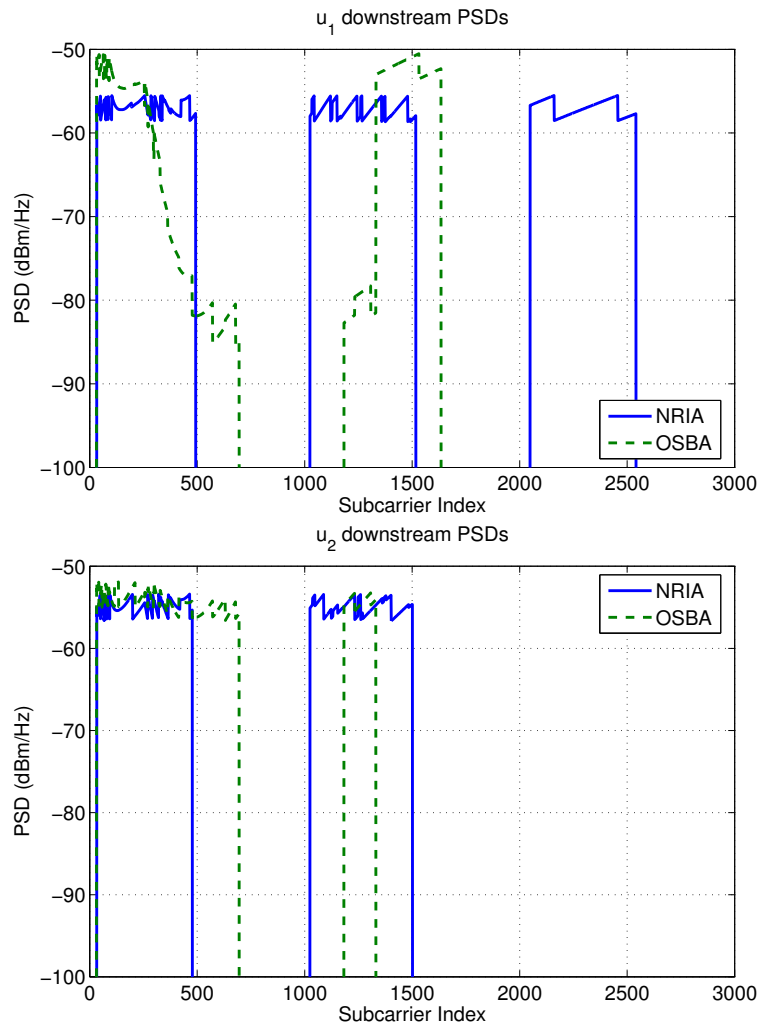 u1 downstream PSDs
−50
−60
−70
−80
−90
−100
PSD (dBm/Hz)
0
500
1000
1500
2000
2500
3000
Subcarrier Index
NRIA
OSBA
u2 downstream PSDs
−50
−60
−70
−80
−90
−100
PSD (dBm/Hz)
0
500
1000
1500
2000
2500
3000
Subcarrier Index
NRIA
OSBA